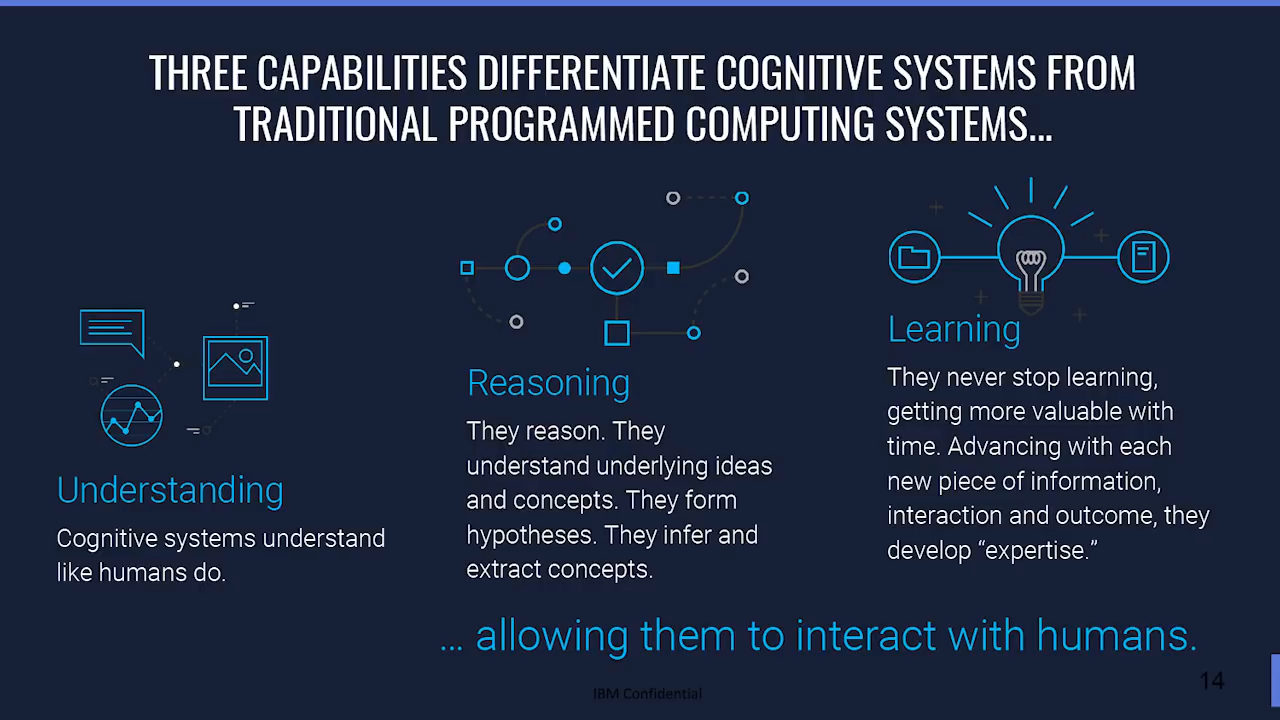 THREE CAPABILITIES DIFFERENTIATE COGNITIVE SYSTEMS FROM
TRADITIONAL PROGRAMMED COMPUTING SYSTEMS...
Understanding
Cognitive systems understand
like humans do.
Reasoning
They reason. They
understand underlying ideas
and concepts. They form
hypotheses. They infer and
extract concepts.
Learning
They never stop learning,
getting more valuable with
time. Advancing with each
new piece of information,
interaction and outcome, they
develop “expertise.”
... allowing them to interact with humans.
IBM Confidential
14